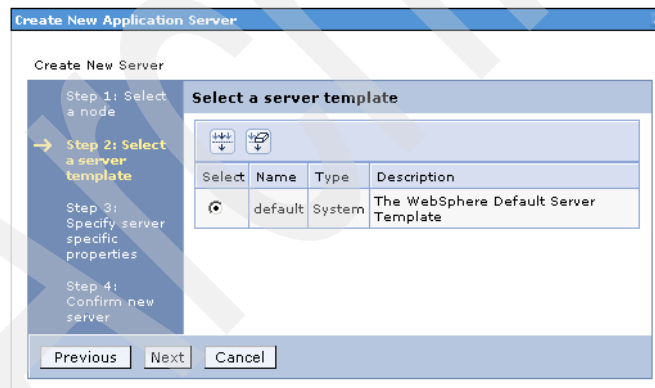 Create New Application Server
Create New Server
Step 1: Select
a node
Select a server template
Step 2: Select
a server
template
Select Name Type Description
default System The WebSphere Default Server
Template
Step 3:
Specify server
specific
properties
Step 4:
Confirm new
server
Previous Next Cancel